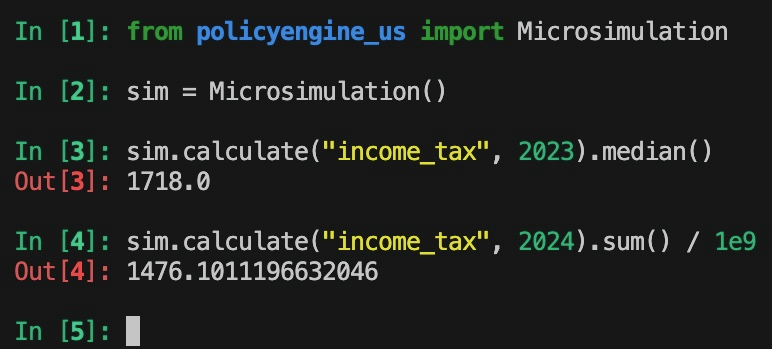 In [1]: from policyengine_us import Microsimulation
In [2]: sim = Microsimulation()
In [3]: sim.calculate("income_tax", 2023).median()
Out[3]: 1718.0
In [4]: sim.calculate("income_tax", 2024).sum() / 1e9
Out[4]: 1476.1011196632046
In [5]: